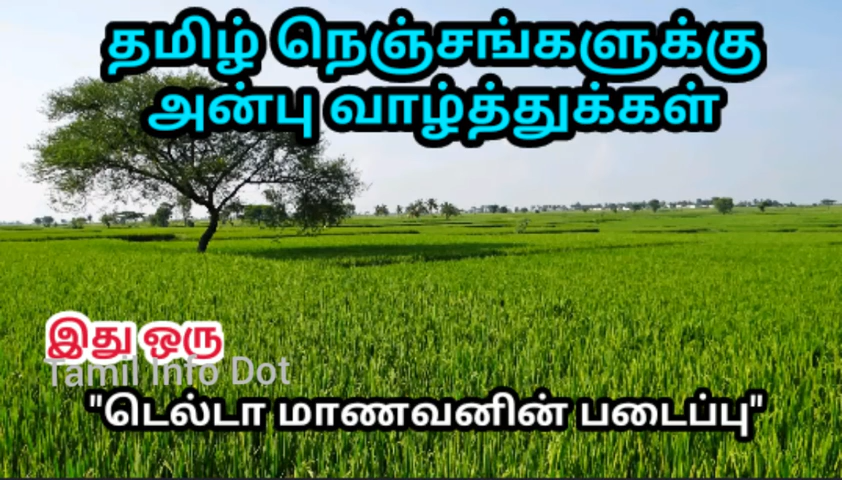 தமிழ் நெஞ்சங்களுக்கு
அன்பு வாழ்த்துக்கள்
இது ஒரு
Tamil Info Dot
"டெல்டா மாணவனின் படைப்பு"